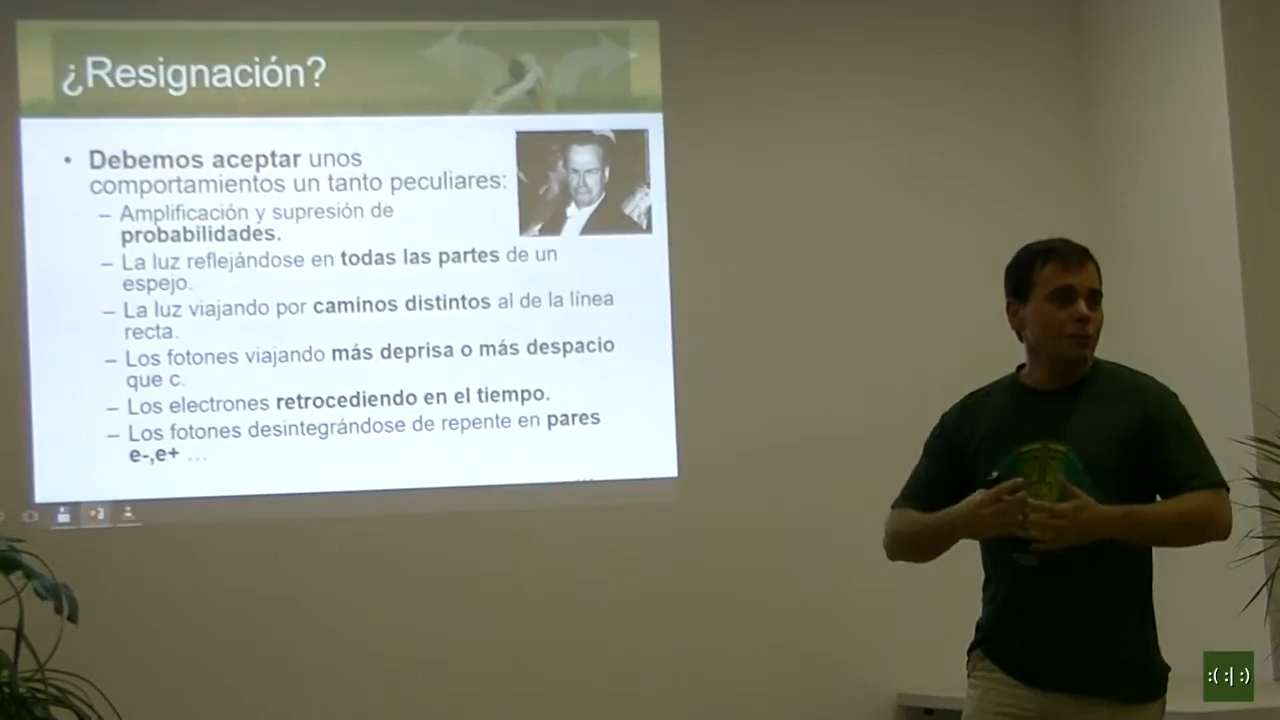 ¿Resignación?
• Debemos aceptar unos
comportamientos un tanto peculiares:
– Amplificación y supresión de
probabilidades.
– La luz reflejándose en todas las partes de un
espejo.
– La luz viajando por caminos distintos al de la línea
recta.
– Los fotones viajando más deprisa o más despacio
que c.
– Los electrones retrocediendo en el tiempo.
– Los fotones desintegrándose de repente en pares
e-,e+ ...
:( :| :)